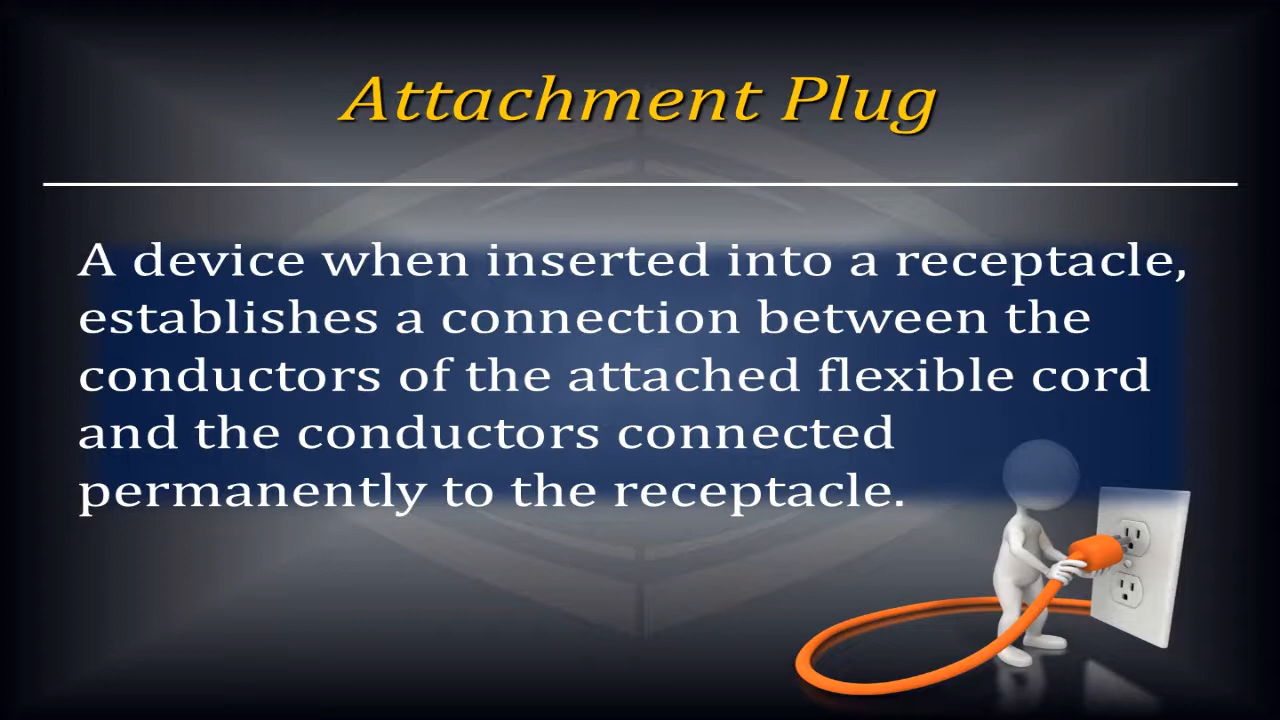 Attachment Plug
A device when inserted into a receptacle,
establishes a connection between the
conductors of the attached flexible cord
and the conductors connected
permanently to the receptacle.